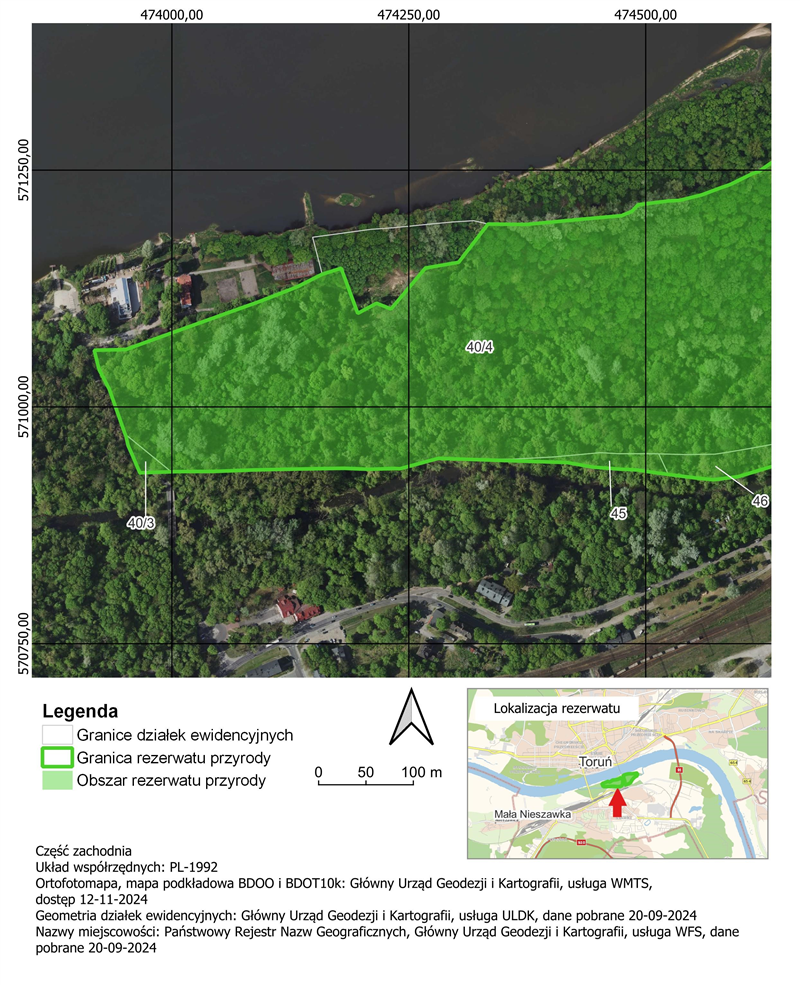 474000,00 474250,00 474500,00
571250,00
571000,00
570750,00
40/4
40/3
45
46
Legenda
Granice działek ewidencyjnych
Granica rezerwatu przyrody
Obszar rezerwatu przyrody
0 50 100 m
Lokalizacja rezerwatu
Toruń
Mała Nieszawka
Część zachodnia
Układ współrzędnych: PL-1992
Ortofotomapa, mapa podkładowa BDOO i BDOT10k: Główny Urząd Geodezji i Kartografii, usługa WMTS,
dostęp 12-11-2024
Geometria działek ewidencyjnych: Główny Urząd Geodezji i Kartografii, usługa ULDK, dane pobrane 20-09-2024
Nazwy miejscowości: Państwowy Rejestr Nazw Geograficznych, Główny Urząd Geodezji i Kartografii, usługa WFS, dane
pobrane 20-09-2024